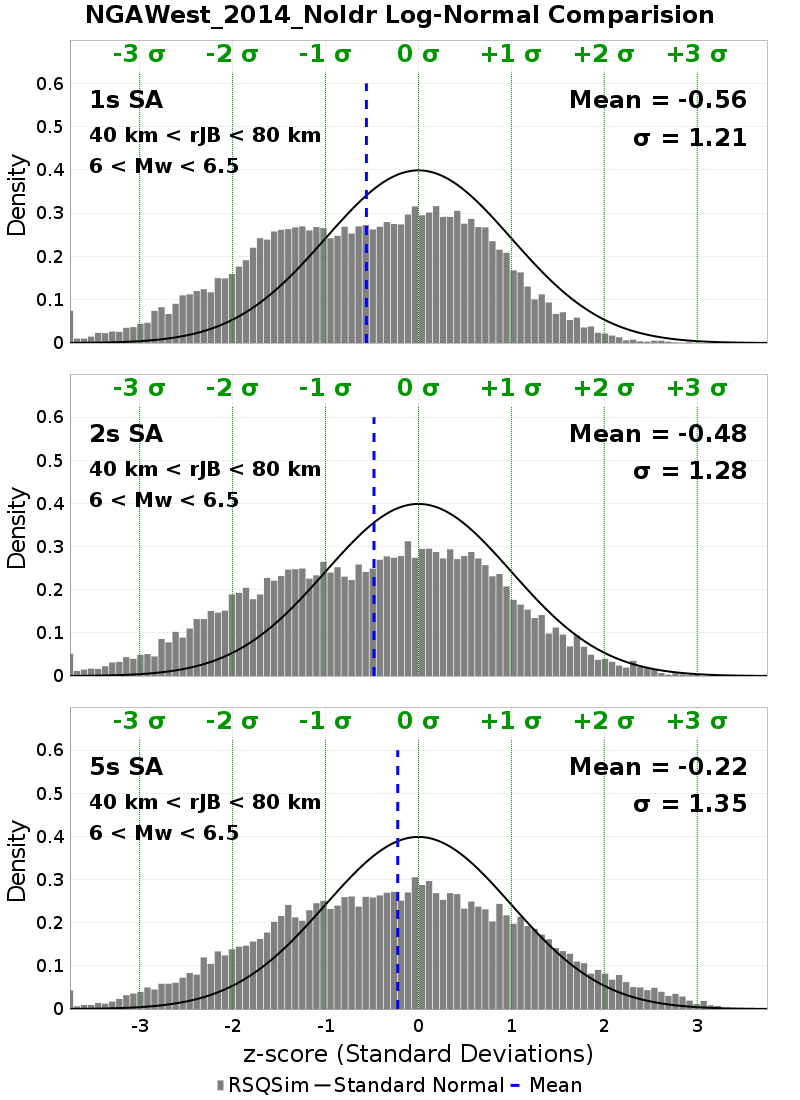 NGAWest_2014_NoIdr Log-Normal Comparision
-3 σ -2 σ -1 σ 0 σ +1 σ +2 σ +3 σ
0.6
1s SA
Mean = -0.56
0.5
40 km < rJB < 80 km
σ = 1.21
6 < Mw < 6.5
0.4
0.3
0.2
0.1
0
Density
-3 σ -2 σ -1 σ 0 σ +1 σ +2 σ +3 σ
0.6
2s SA
Mean = -0.48
0.5
40 km < rJB < 80 km
σ = 1.28
6 < Mw < 6.5
0.4
0.3
0.2
0.1
0
Density
-3 σ -2 σ -1 σ 0 σ +1 σ +2 σ +3 σ
0.6
5s SA
Mean = -0.22
0.5
40 km < rJB < 80 km
σ = 1.35
6 < Mw < 6.5
0.4
0.3
0.2
0.1
0
Density
-3 -2 -1 0 1 2 3
z-score (Standard Deviations)
RSQSim Standard Normal Mean